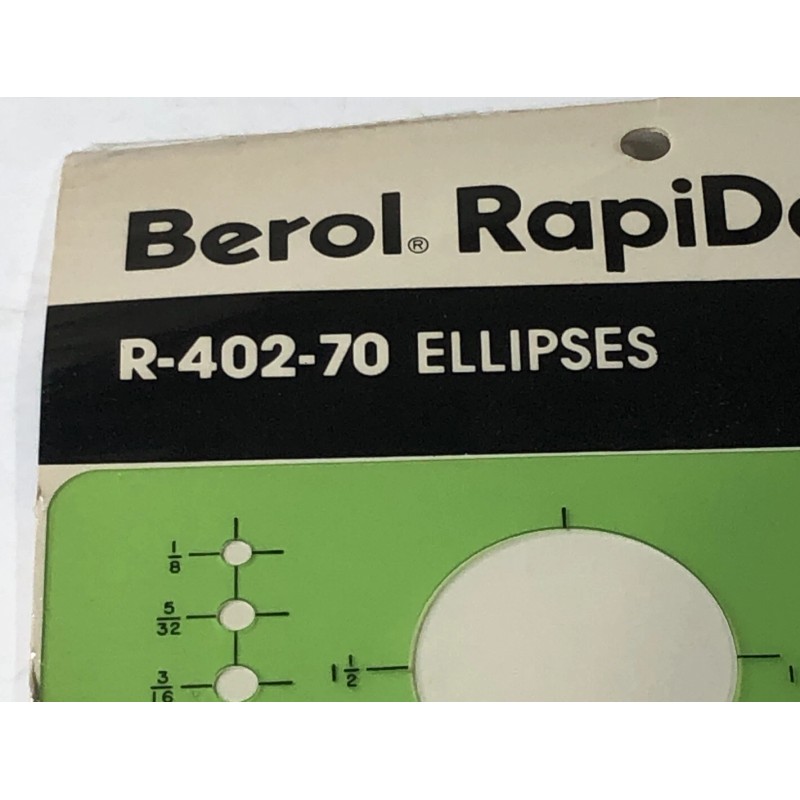 Berol® RapiD
R-402-70 ELLIPSES
1/8
5/32
3/16
1 1/2